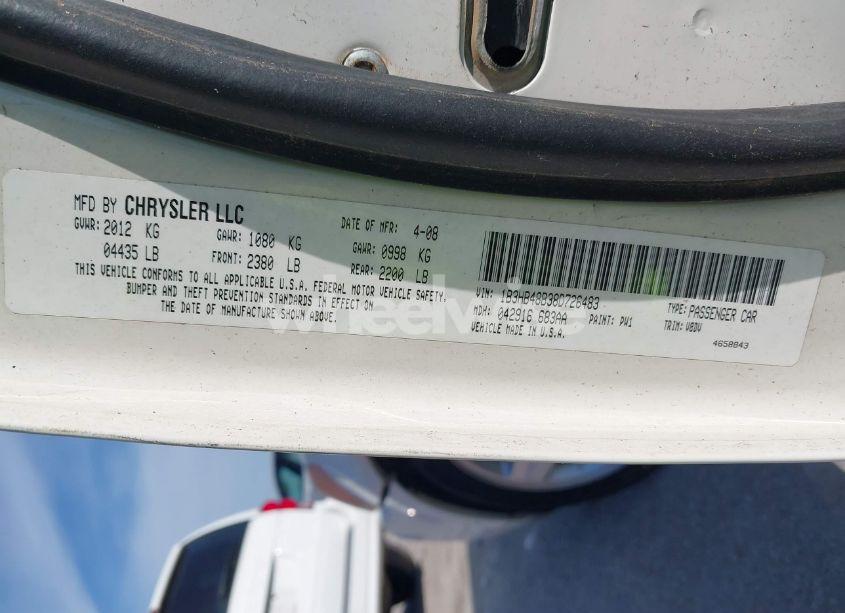 MFD BY CHRYSLER LLC
DATE OF MFR: 4-08
GVWR: 2012 KG
GAWR: 1080 KG
GAWR: 0998 KG
04435 LB
FRONT: 2380 LB
REAR: 2200 LB
THIS VEHICLE CONFORMS TO ALL APPLICABLE U.S.A. FEDERAL MOTOR VEHICLE SAFETY,
BUMPER AND THEFT PREVENTION STANDARDS IN EFFECT ON
THE DATE OF MANUFACTURE SHOWN ABOVE.
VIN: 1B3HB48B38D726483
TYPE: PASSENGER CAR
MDH: 042916 683AA
PAINT: PW1
TRIM: V8DV
VEHICLE MADE IN U.S.A.
4658843